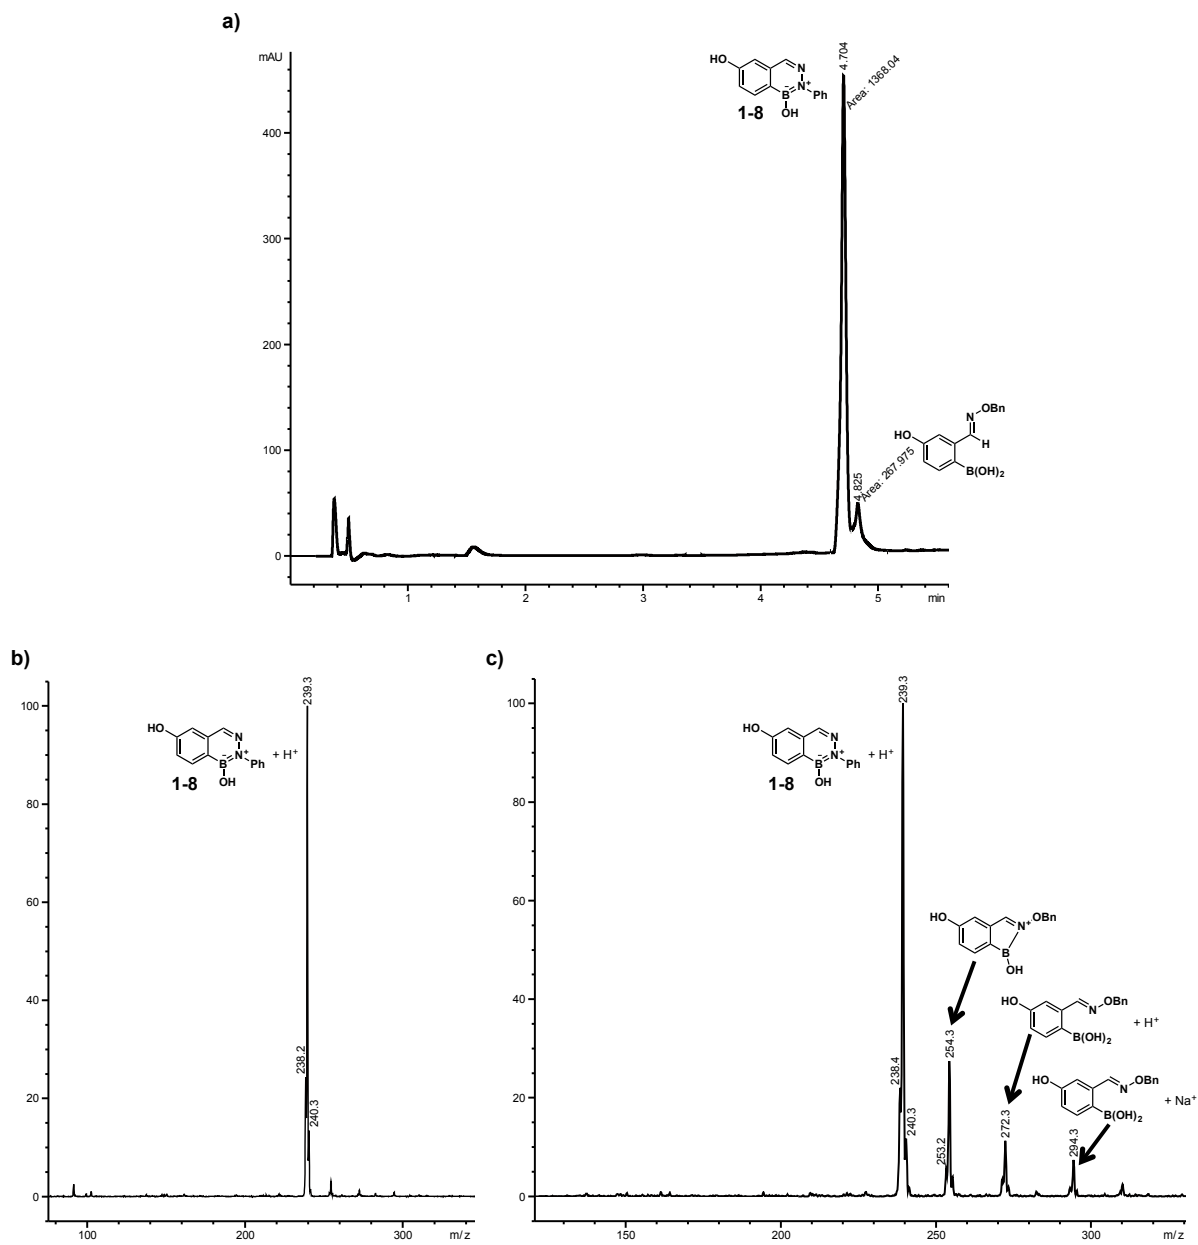 a)
mAU
400
300
200
100
0
1
2
3
4
5
min
HO
N
N+
B-
Ph
OH
1-8
4.704
Area: 1368.04
N
OBn
HO
H
B(OH)2
4.825
Area: 267.975
b)
100
80
60
40
20
0
100
200
300
m/z
HO
N
N+
B-
Ph
OH
+ H+
1-8
239.3
238.2
240.3
c)
100
80
60
40
20
0
150
200
250
300
m/z
HO
N
N+
B-
Ph
OH
+ H+
1-8
239.3
238.4
240.3
HO
N+
OBn
B
OH
254.3
253.2
HO
N
OBn
B(OH)2
+ H+
272.3
HO
N
OBn
B(OH)2
+ Na+
294.3